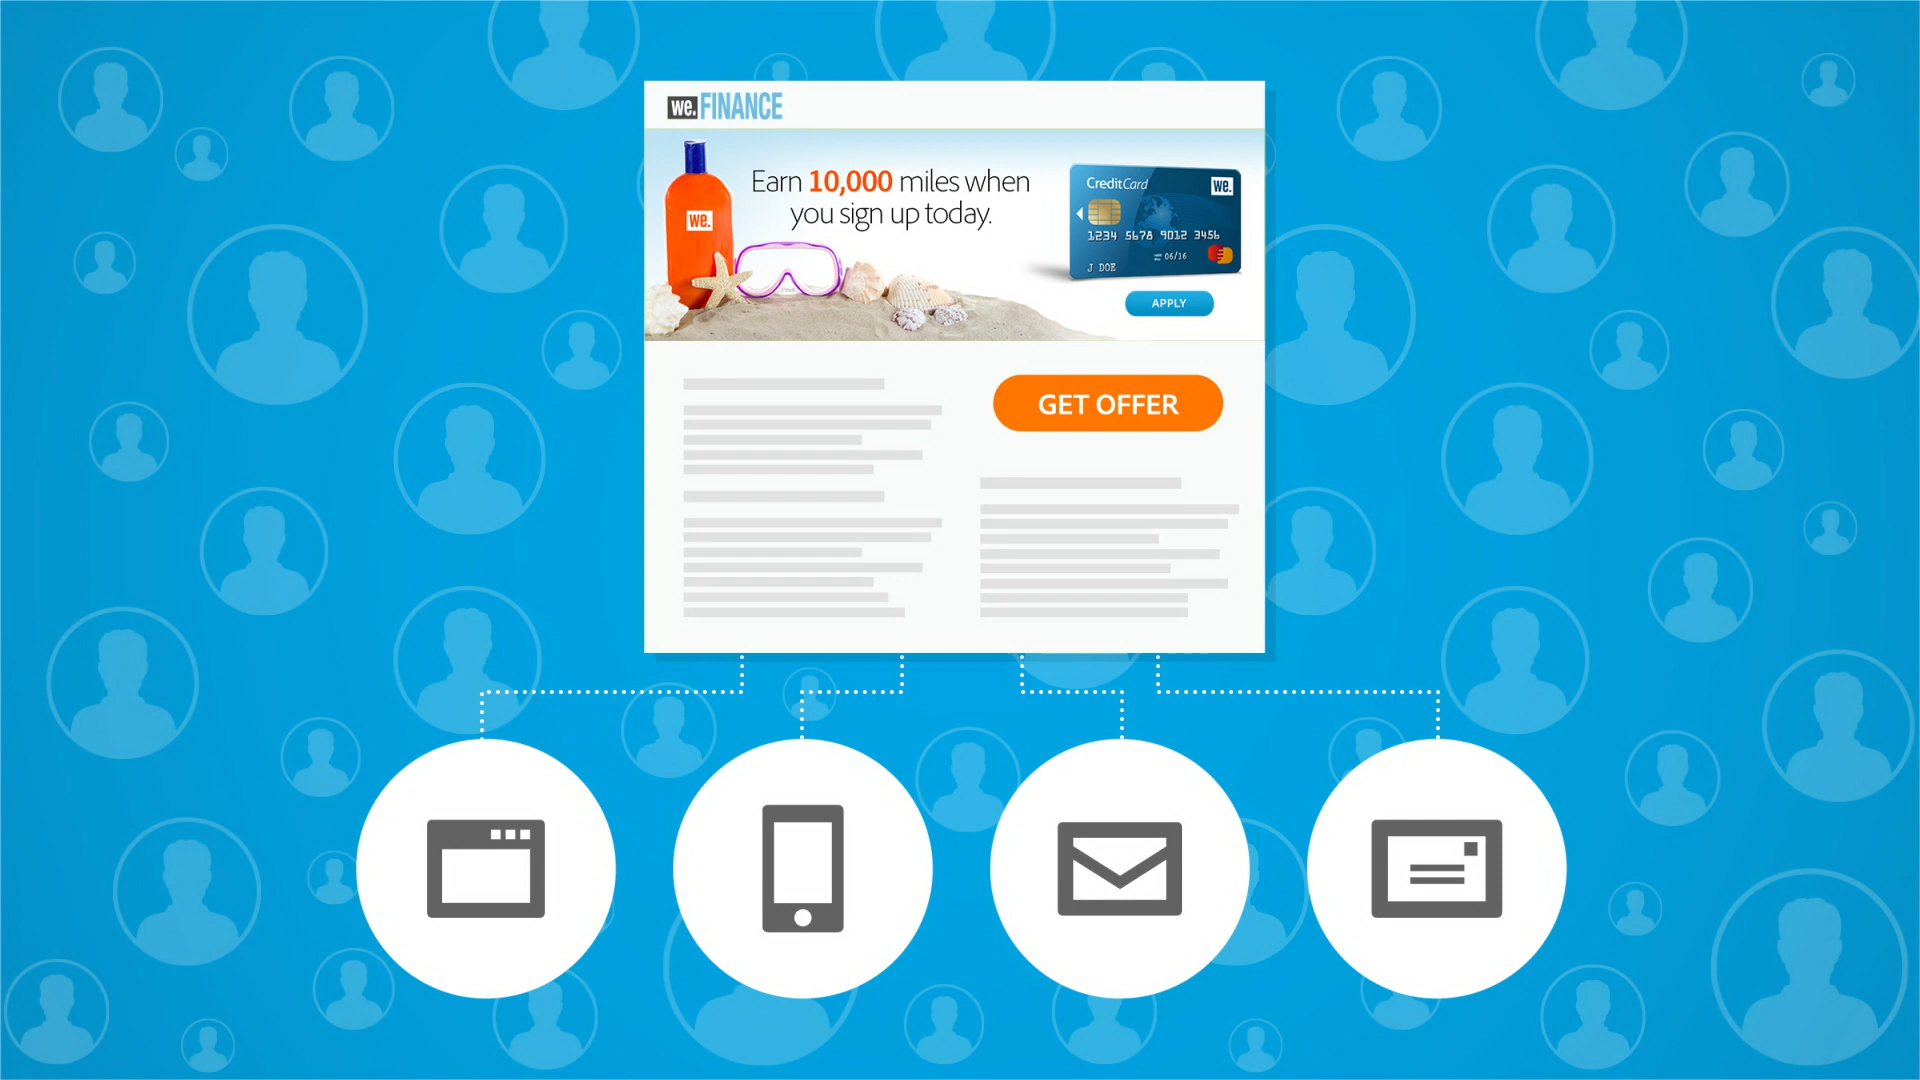 we.FINANCE
Earn 10,000 miles when
you sign up today.
we.
CreditCard we.
1234 5678 9012 3456
06/16
J DOE
APPLY
GET OFFER